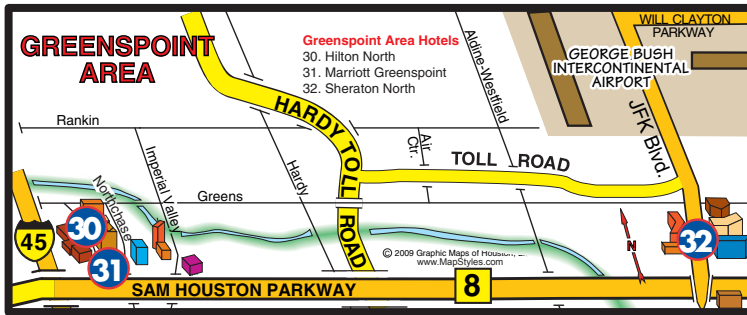 GREENSPOINT
AREA
Greenspoint Area Hotels
30. Hilton North
31. Marriott Greenspoint
32. Sheraton North
WILL CLAYTON
PARKWAY
GEORGE BUSH
INTERCONTINENTAL
AIRPORT
Aldine-Westfield
JFK Blvd.
HARDY TOLL ROAD
Rankin
Imperial Valley
Hardy
Air
Ctr.
TOLL ROAD
Northchase
Greens
30
45
31
32
N
© 2009 Graphic Maps of Houston,
www.MapStyles.com
SAM HOUSTON PARKWAY
8